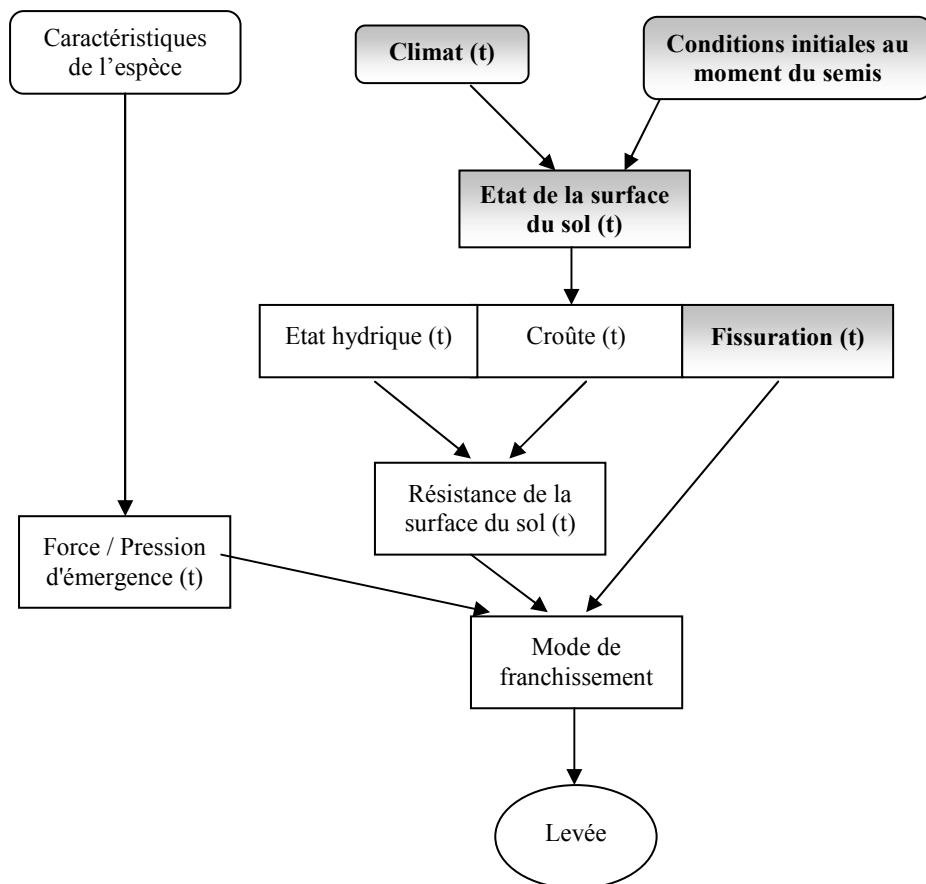 Caractéristiques
de l’espèce
Climat (t)
Conditions initiales au
moment du semis
Etat de la surface
du sol (t)
Etat hydrique (t)
Croûte (t)
Fissuration (t)
Résistance de la
surface du sol (t)
Force / Pression
d'émergence (t)
Mode de
franchissement
Levée